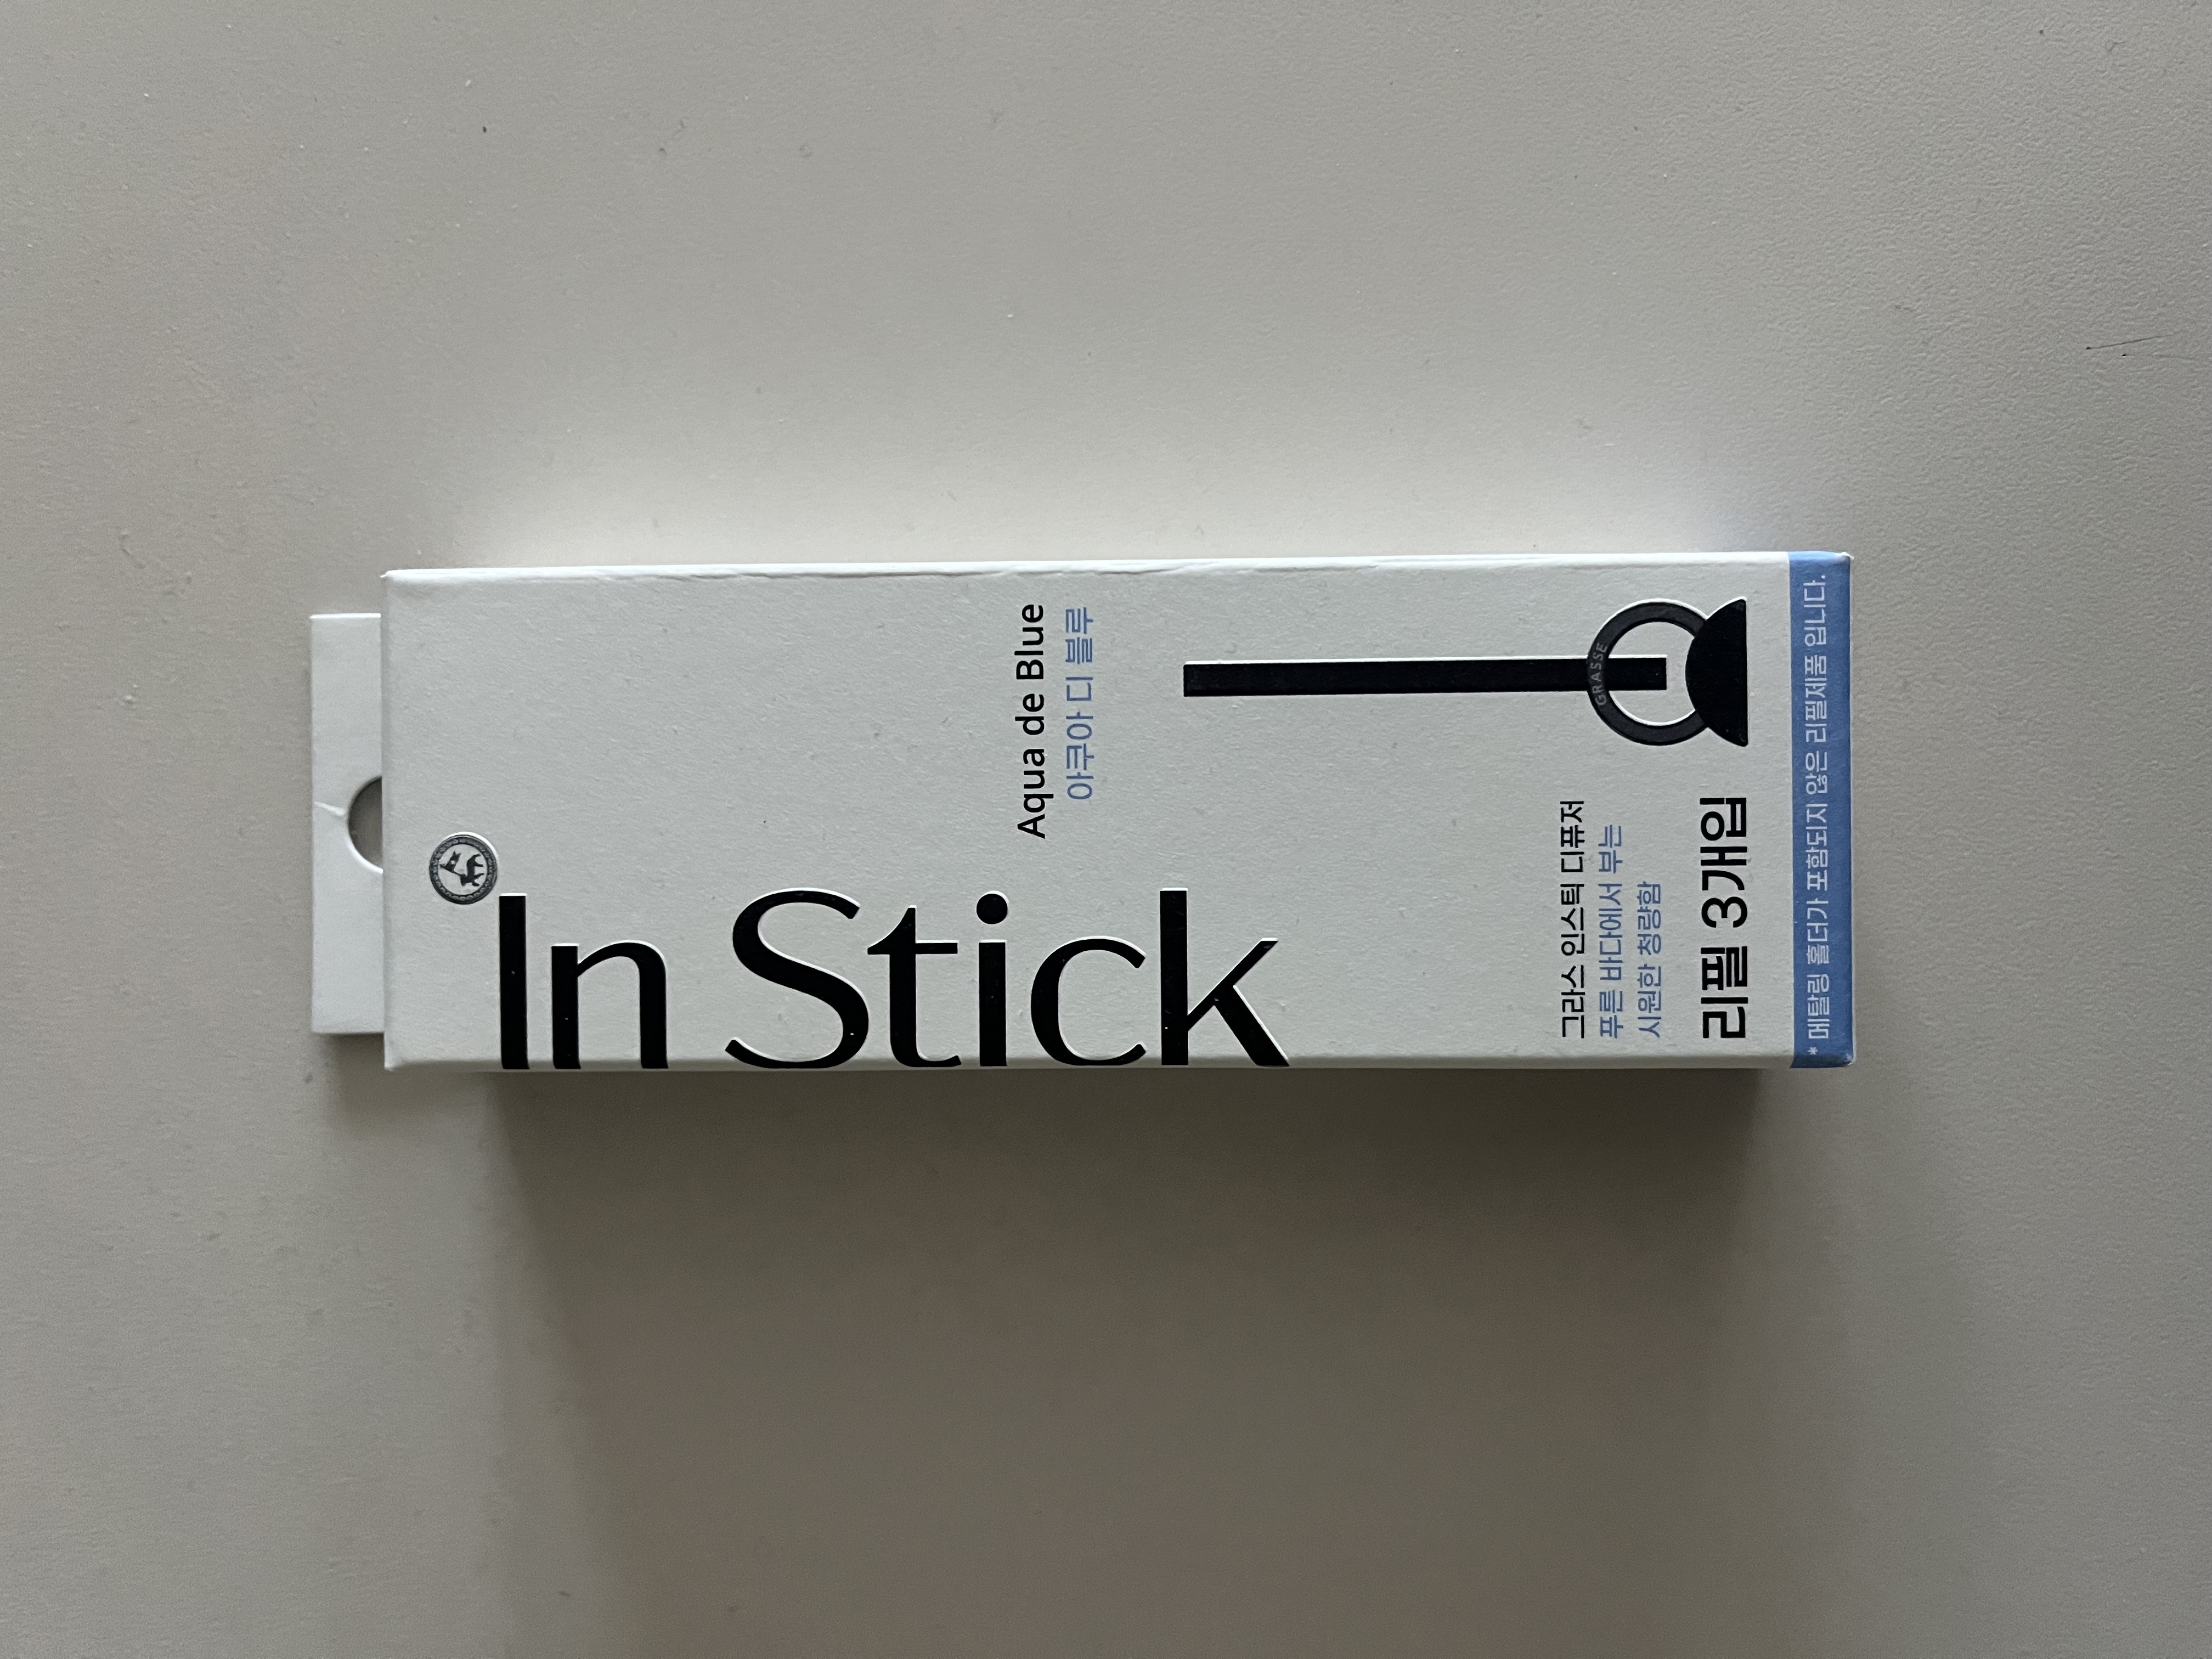 In Stick
Aqua de Blue
아쿠아 디 블루
GRASSE
그라스 인스틱 디퓨저
푸른 바다에서 부는
시원한 청량함
리필 3개입
* 메탈링 홀더가 포함되지 않은 리필제품 입니다.